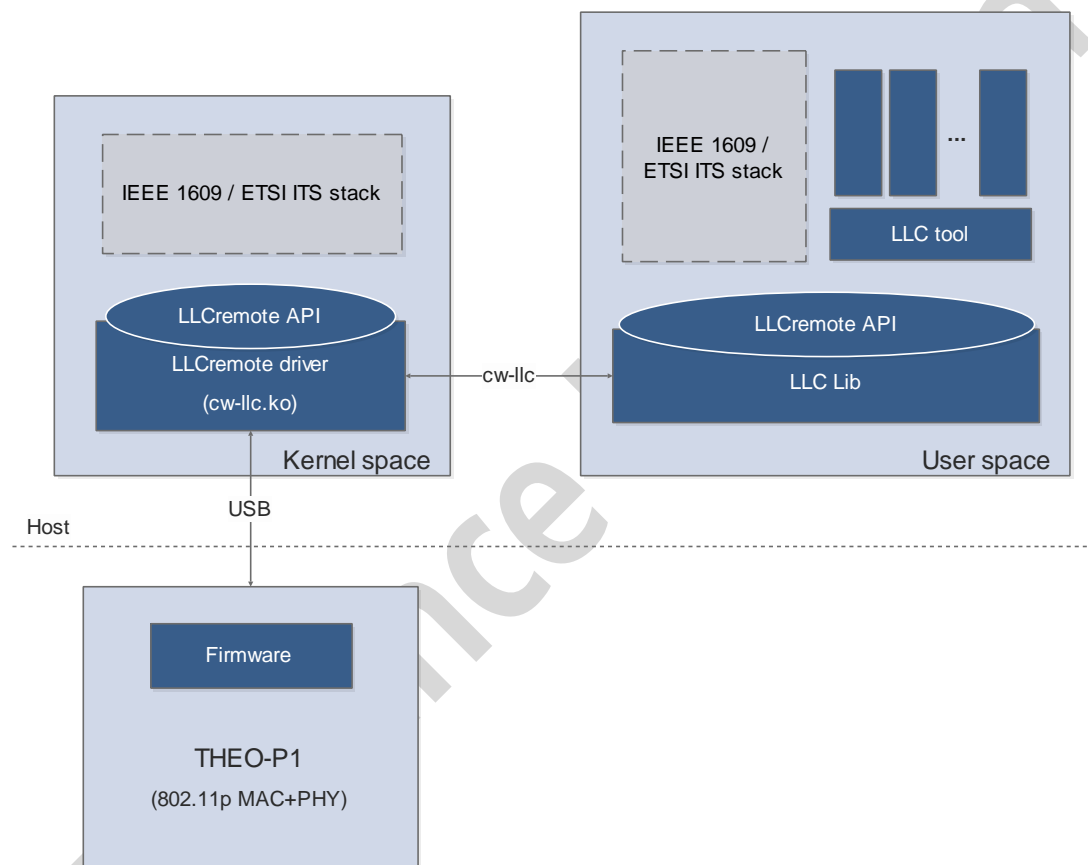 IEEE 1609 / ETSI ITS stack
LLCremote API
LLCremote driver
(cw-llc.ko)
Kernel space
cw-llc
IEEE 1609 /
ETSI ITS stack
...
LLC tool
LLCremote API
LLC Lib
User space
USB
Host
Firmware
THEO-P1
(802.11p MAC+PHY)